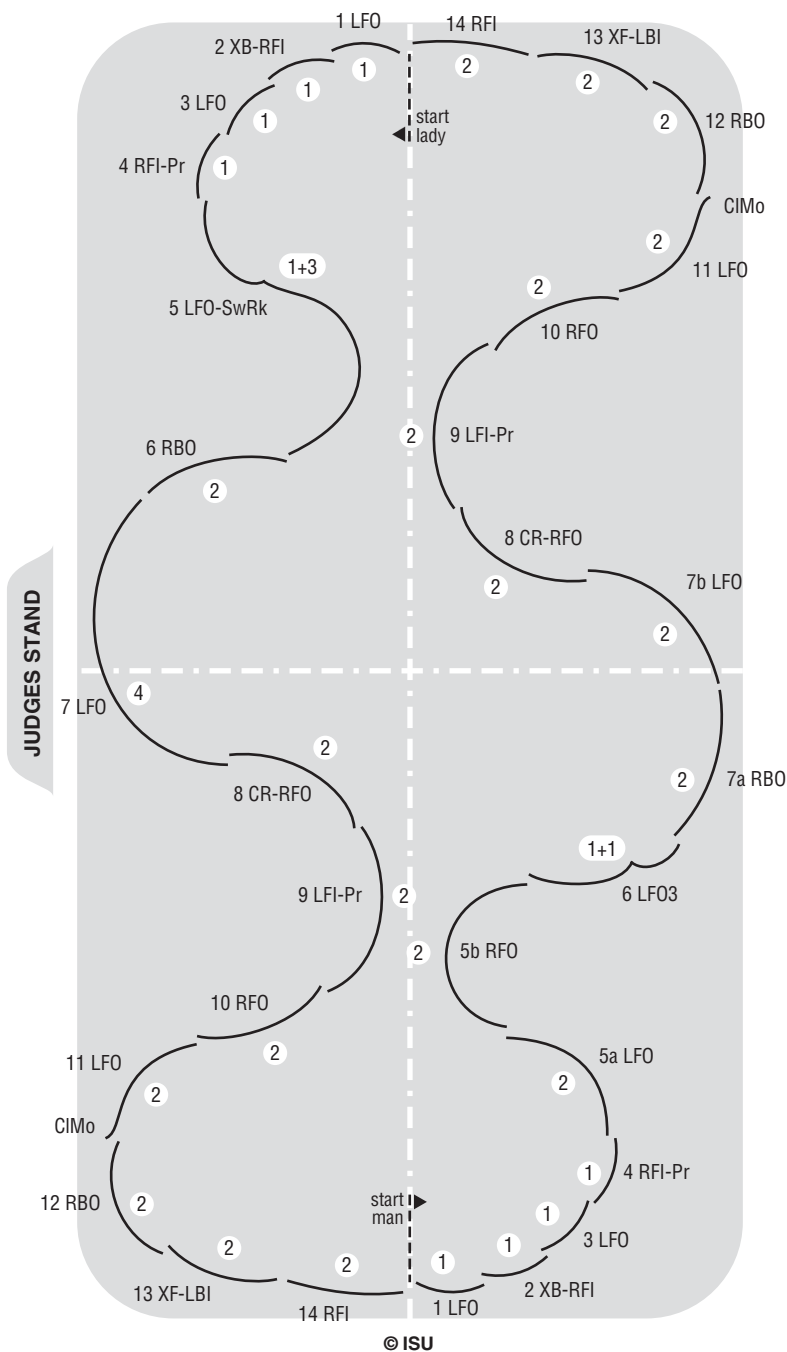 1 LFO
14 RFI
2 XB-RFI
13 XF-LBI
1
2
1
2
3 LFO
1
2
12 RBO
start
lady
4 RFI-Pr
1
ClMo
2
1+3
11 LFO
2
5 LFO-SwRk
10 RFO
2
9 LFI-Pr
6 RBO
2
8 CR-RFO
2
7b LFO
2
JUDGES STAND
4
7 LFO
2
2
7a RBO
8 CR-RFO
1+1
9 LFI-Pr
2
6 LFO3
2
5b RFO
10 RFO
2
11 LFO
5a LFO
2
2
ClMo
1
4 RFI-Pr
12 RBO
2
start
man
1
3 LFO
2
1
2
1
13 XF-LBI
2 XB-RFI
14 RFI
1 LFO
© ISU